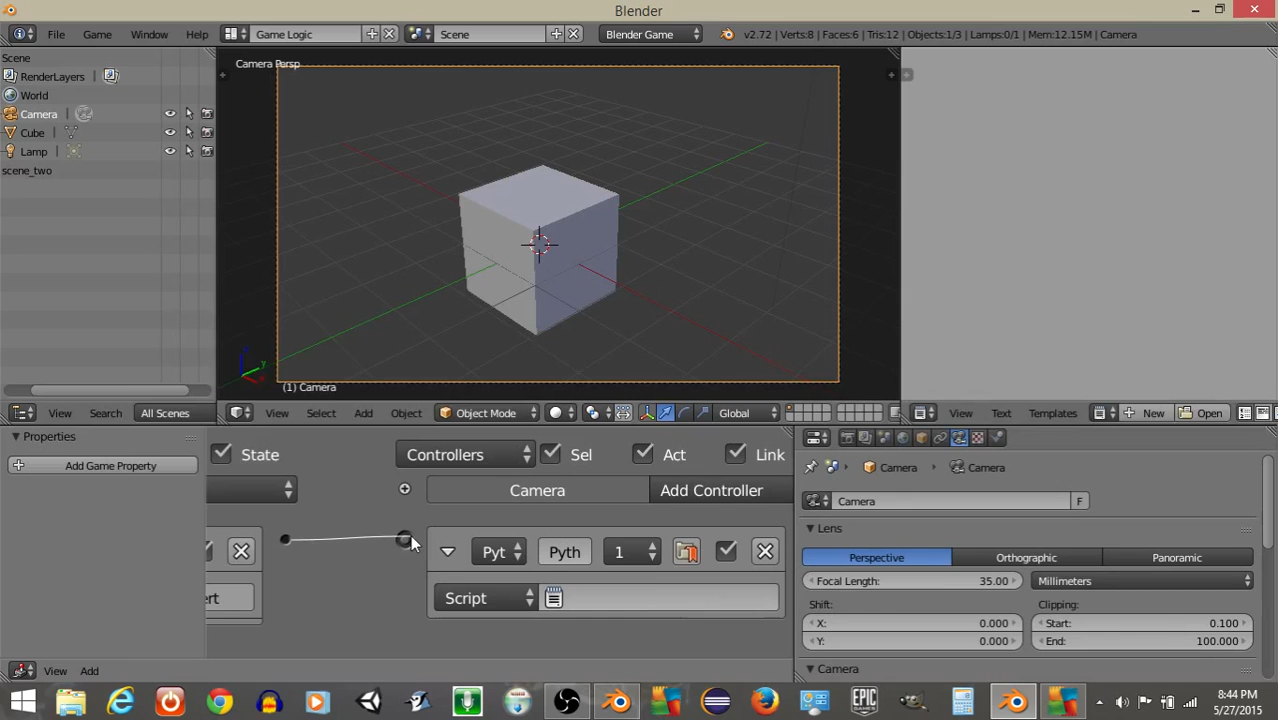 Blender
File Game Window Help Game Logic Scene Blender Game v2.72 | Verts:8 | Faces:6 | Tris:12 | Objects:1/3 | Lamps:0/1 | Mem:12.15M | Camera
Scene
RenderLayers
World
Camera
Cube
Lamp
scene_two
View Search All Scenes
Camera Persp
(1) Camera
View Select Add Object Object Mode Global
View Text Templates New Open
Properties
Add Game Property
State Controllers Sel Act Link
Camera Add Controller
Pyt Pyth 1
ert Script
View Add
Camera Camera
Camera F
Lens
Perspective Orthographic Panoramic
Focal Length: 35.00 Millimeters
Shift: Clipping:
X: 0.000 Start: 0.100
Y: 0.000 End: 100.000
Camera
EPIC GAMES
8:44 PM
5/27/2015